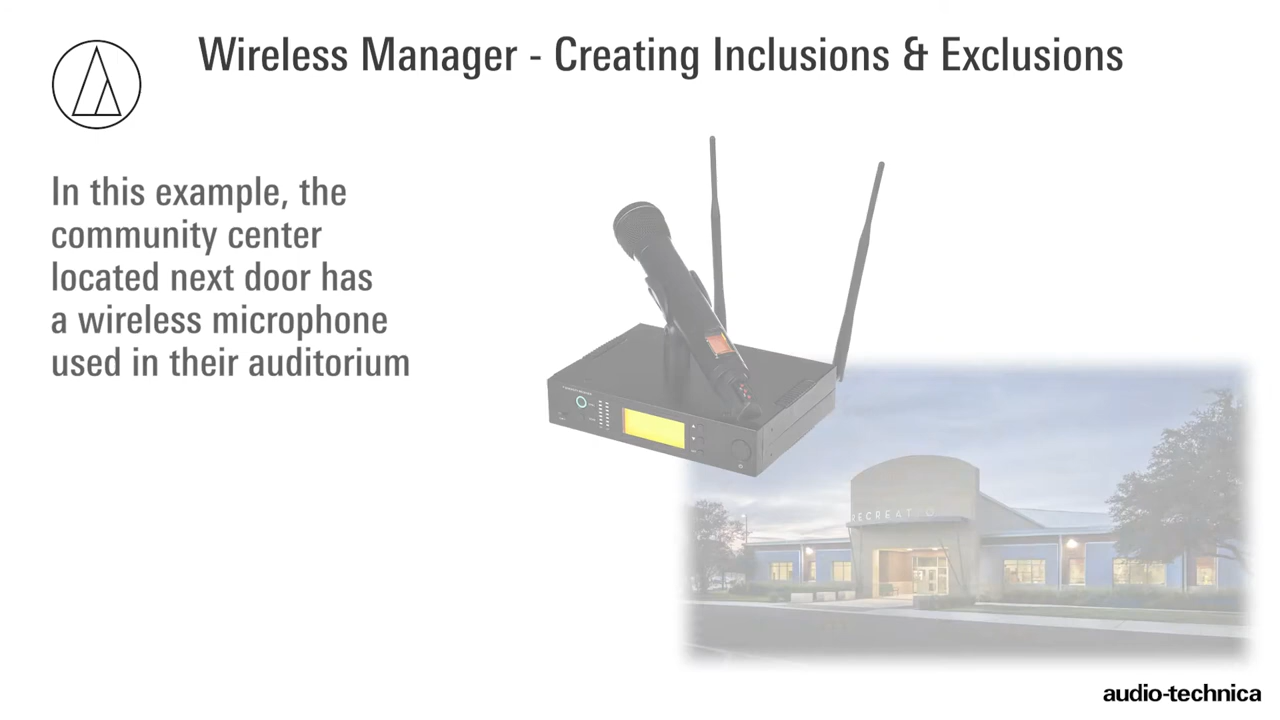 Wireless Manager - Creating Inclusions & Exclusions
In this example, the
community center
located next door has
a wireless microphone
used in their auditorium
audio-technica